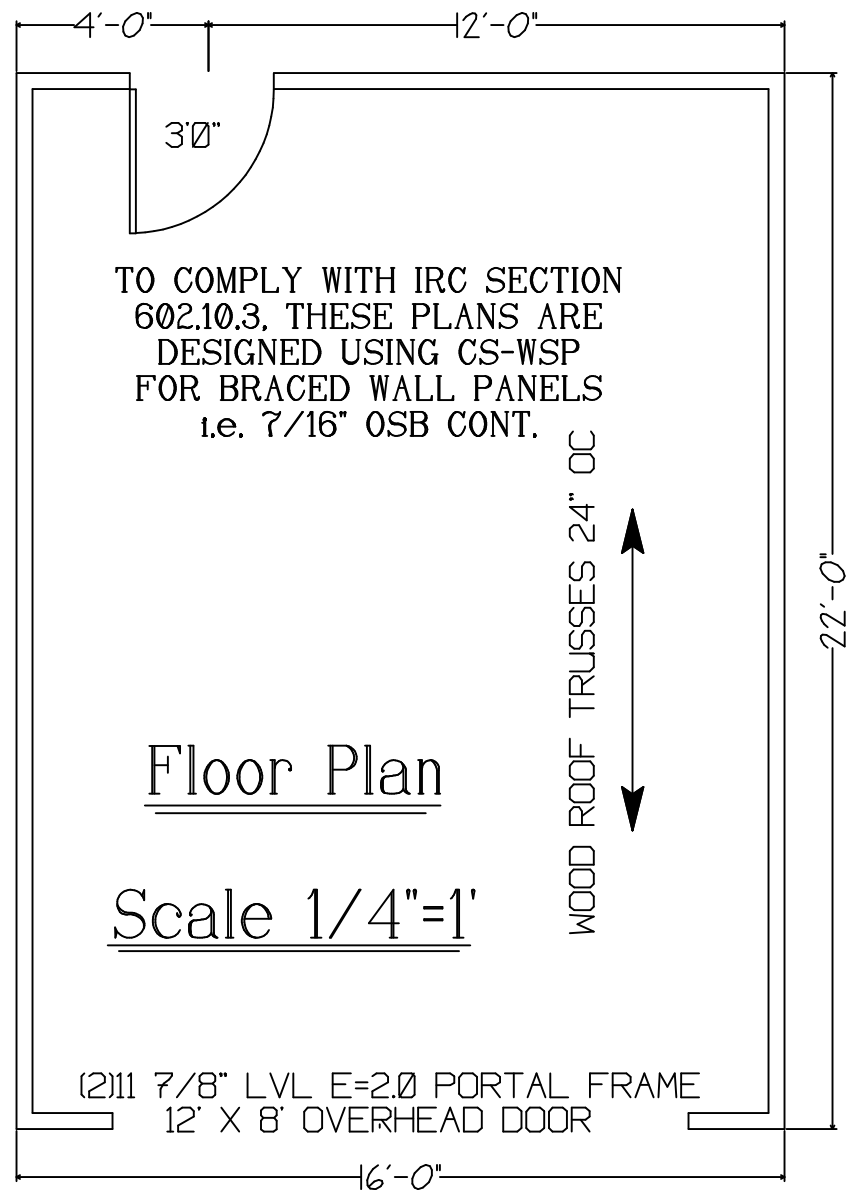 4'-0"
12'-0"
3'0"
TO COMPLY WITH IRC SECTION
602.10.3, THESE PLANS ARE
DESIGNED USING CS-WSP
FOR BRACED WALL PANELS
i.e. 7/16" OSB CONT.
WOOD ROOF TRUSSES 24" OC
22'-0"
Floor Plan
Scale 1/4"=1'
(2)11 7/8" LVL E=2.0 PORTAL FRAME
12' X 8' OVERHEAD DOOR
16'-0"